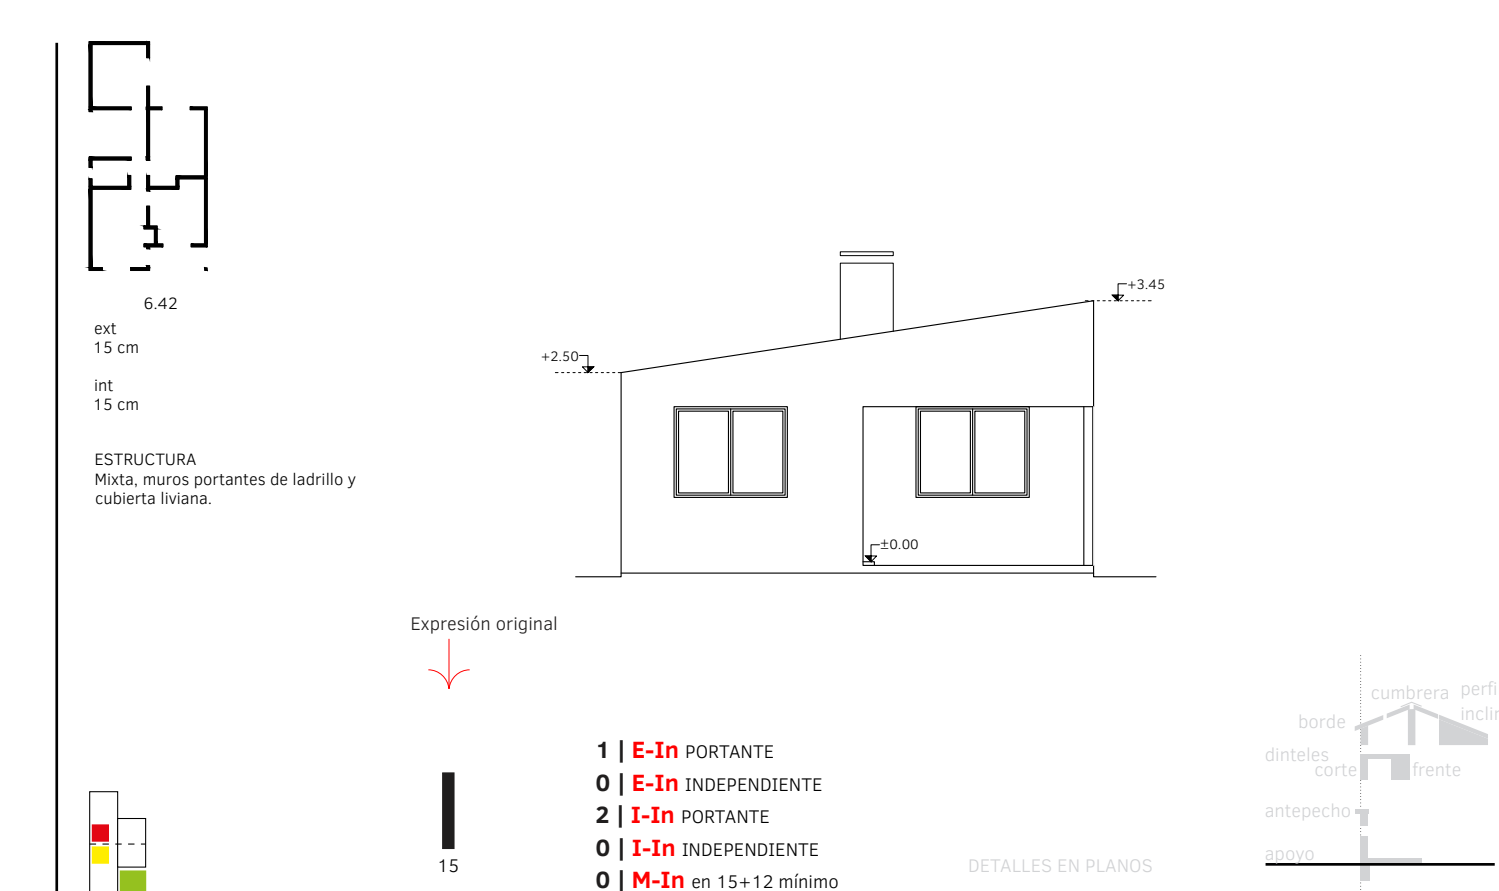 6.42
ext
15 cm
int
15 cm
ESTRUCTURA
Mixta, muros portantes de ladrillo y
cubierta liviana.
+3.45
+2.50
±0.00
Expresión original
15
1 | E-In PORTANTE
0 | E-In INDEPENDIENTE
2 | I-In PORTANTE
0 | I-In INDEPENDIENTE
0 | M-In en 15+12 mínimo
DETALLES EN PLANOS
cumbrera perfi
borde inclin
dinteles
corte frente
antepecho
apoyo